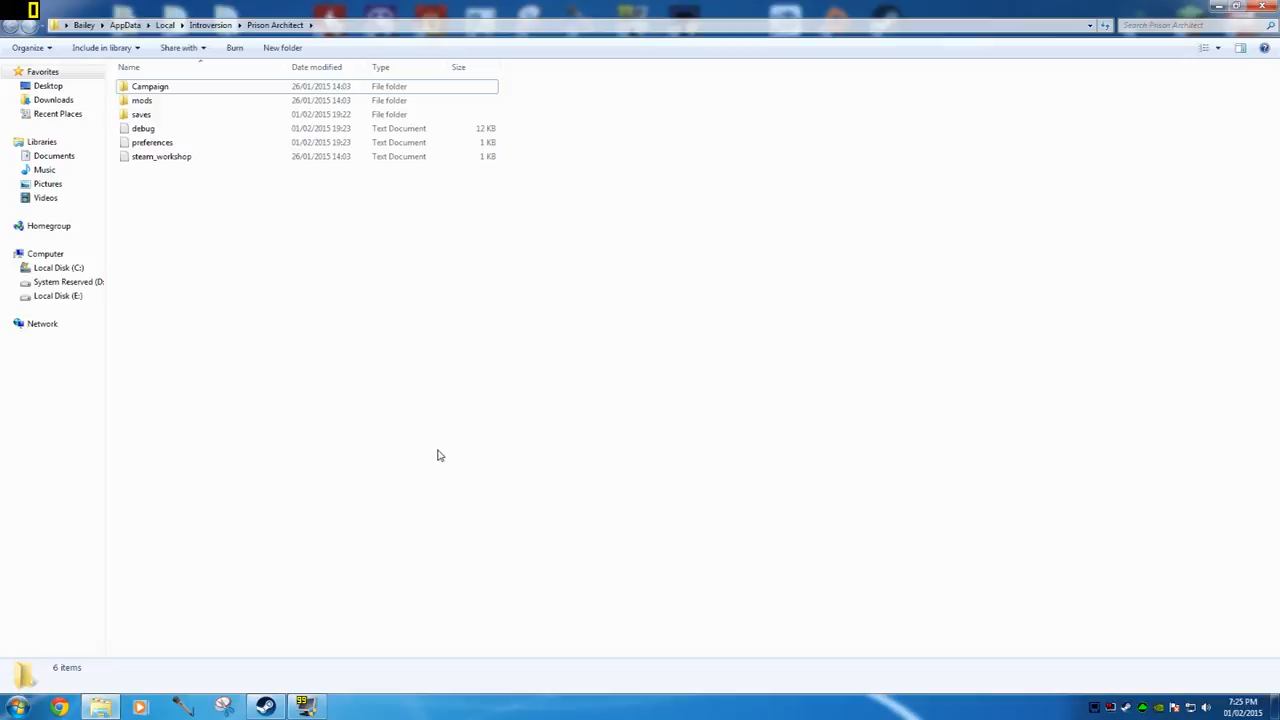 Bailey ▸ AppData ▸ Local ▸ Introversion ▸ Prison Architect ▸
Search Prison Architect
Organize
Include in library
Share with
Burn
New folder
Name
Date modified
Type
Size
Favorites
Desktop
Downloads
Recent Places
Libraries
Documents
Music
Pictures
Videos
Homegroup
Computer
Local Disk (C:)
System Reserved (D:
Local Disk (E:)
Network
Campaign 26/01/2015 14:03 File folder
mods 26/01/2015 14:03 File folder
saves 01/02/2015 19:22 File folder
debug 01/02/2015 19:23 Text Document 12 KB
preferences 01/02/2015 19:23 Text Document 1 KB
steam_workshop 26/01/2015 14:03 Text Document 1 KB
6 items
99
7:25 PM
01/02/2015